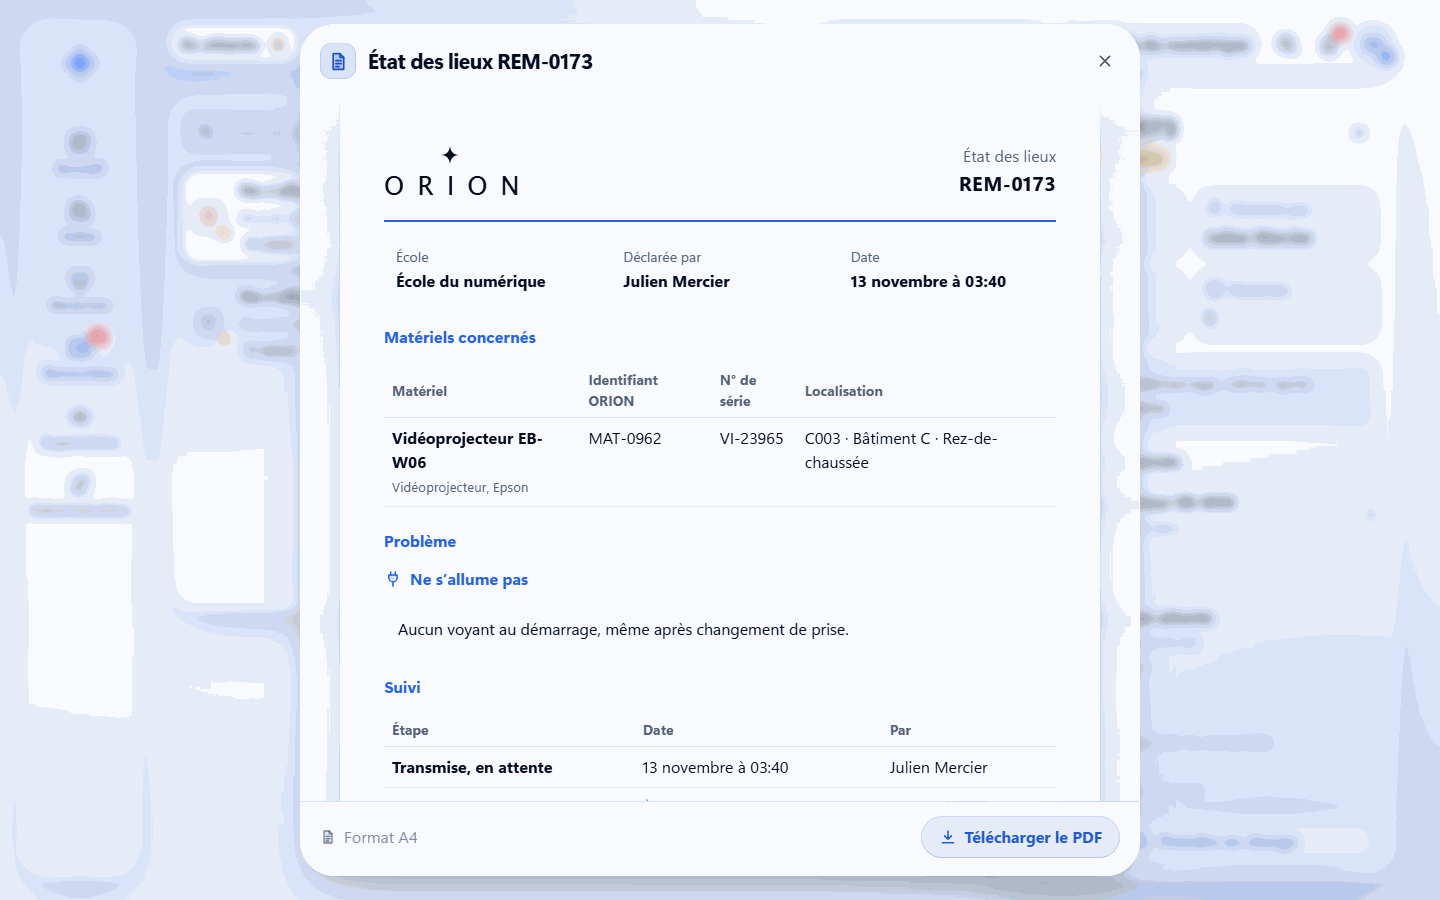 État des lieux REM-0173
ORION
État des lieux
REM-0173
École
Déclarée par
Date
École du numérique
Julien Mercier
13 novembre à 03:40
Matériels concernés
Matériel
Identifiant ORION
N° de série
Localisation
Vidéoprojecteur EB-W06
Vidéoprojecteur, Epson
MAT-0962
VI-23965
C003 · Bâtiment C · Rez-de-chaussée
Problème
Ne s’allume pas
Aucun voyant au démarrage, même après changement de prise.
Suivi
Étape
Date
Par
Transmise, en attente
13 novembre à 03:40
Julien Mercier
Format A4
Télécharger le PDF